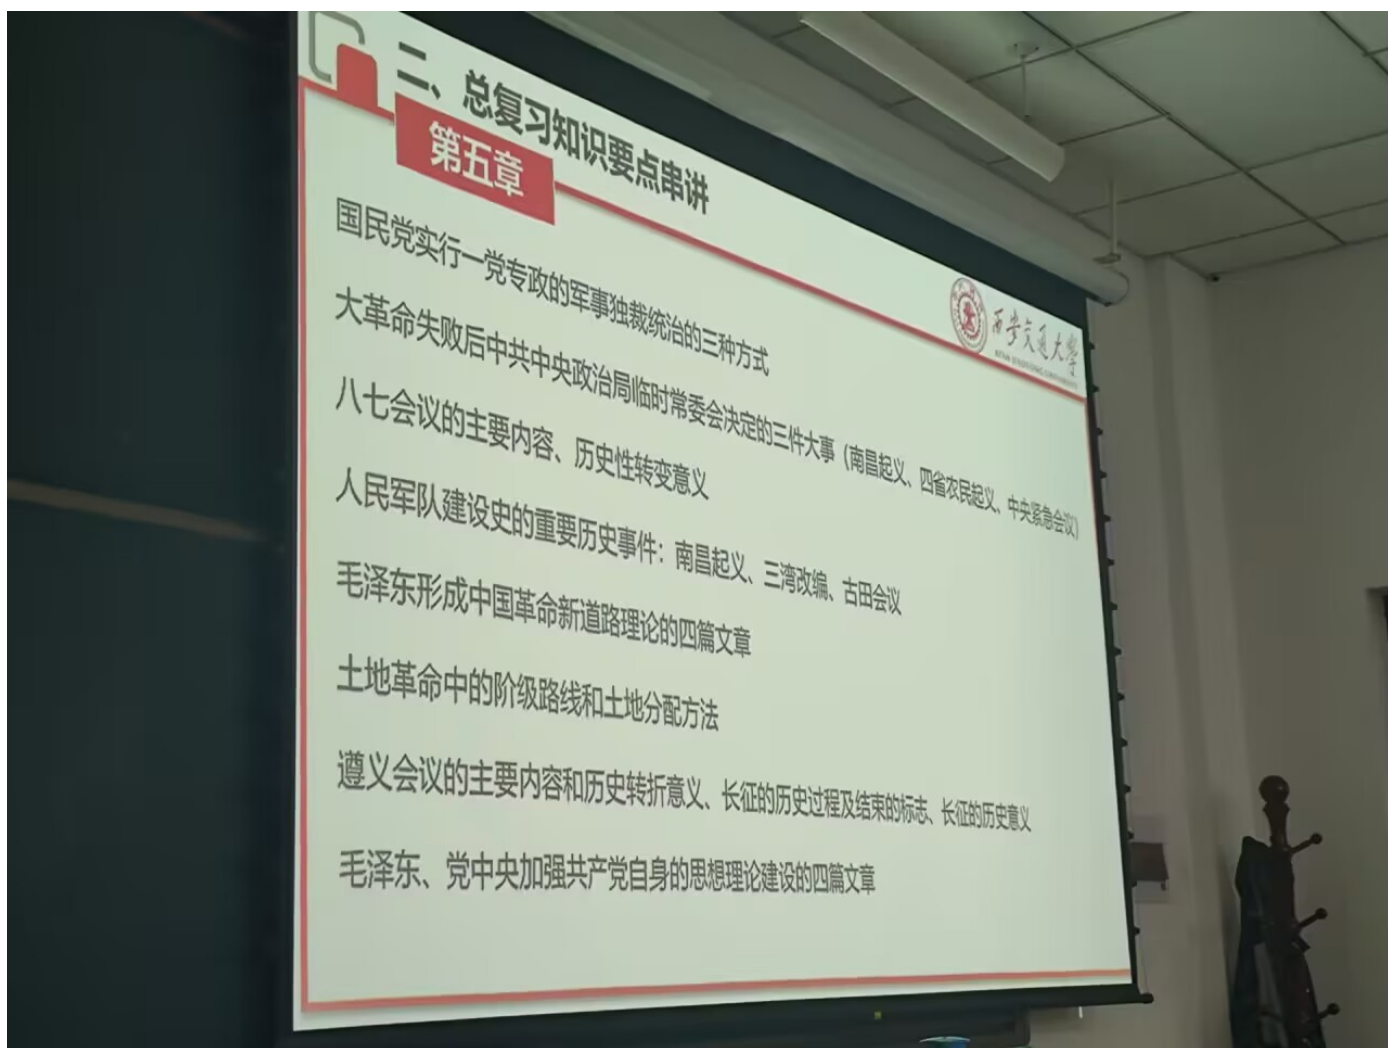 二、总复习知识要点串讲
第五章
西安交通大学
国民党实行一党专政的军事独裁统治的三种方式
大革命失败后中共中央政治局临时常委会决定的三件大事（南昌起义、四省农民起义、中央紧急会议）
八七会议的主要内容、历史性转变意义
人民军队建设史的重要历史事件：南昌起义、三湾改编、古田会议
毛泽东形成中国革命新道路理论的四篇文章
土地革命中的阶级路线和土地分配方法
遵义会议的主要内容和历史转折意义、长征的历史过程及结束的标志、长征的历史意义
毛泽东、党中央加强共产党自身的思想理论建设的四篇文章